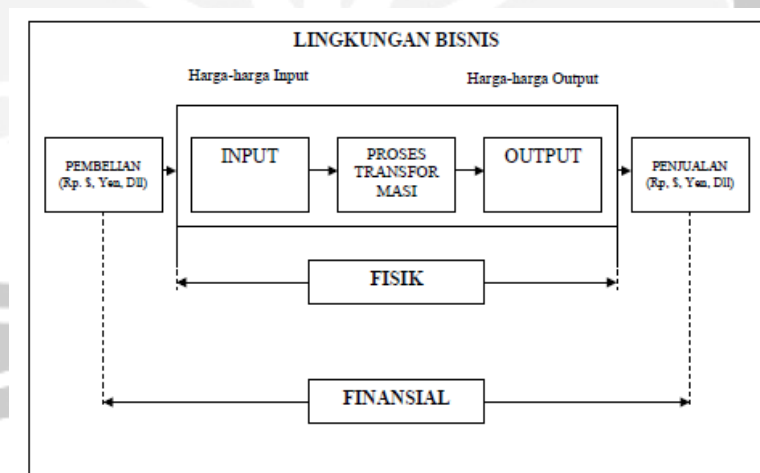 LINGKUNGAN BISNIS
Harga-harga Input
Harga-harga Output
PEMBELIAN
(Rp. $, Yen, Dll)
INPUT
PROSES
TRANSFOR
MASI
OUTPUT
PENJUALAN
(Rp, $, Yen, Dll)
FISIK
FINANSIAL